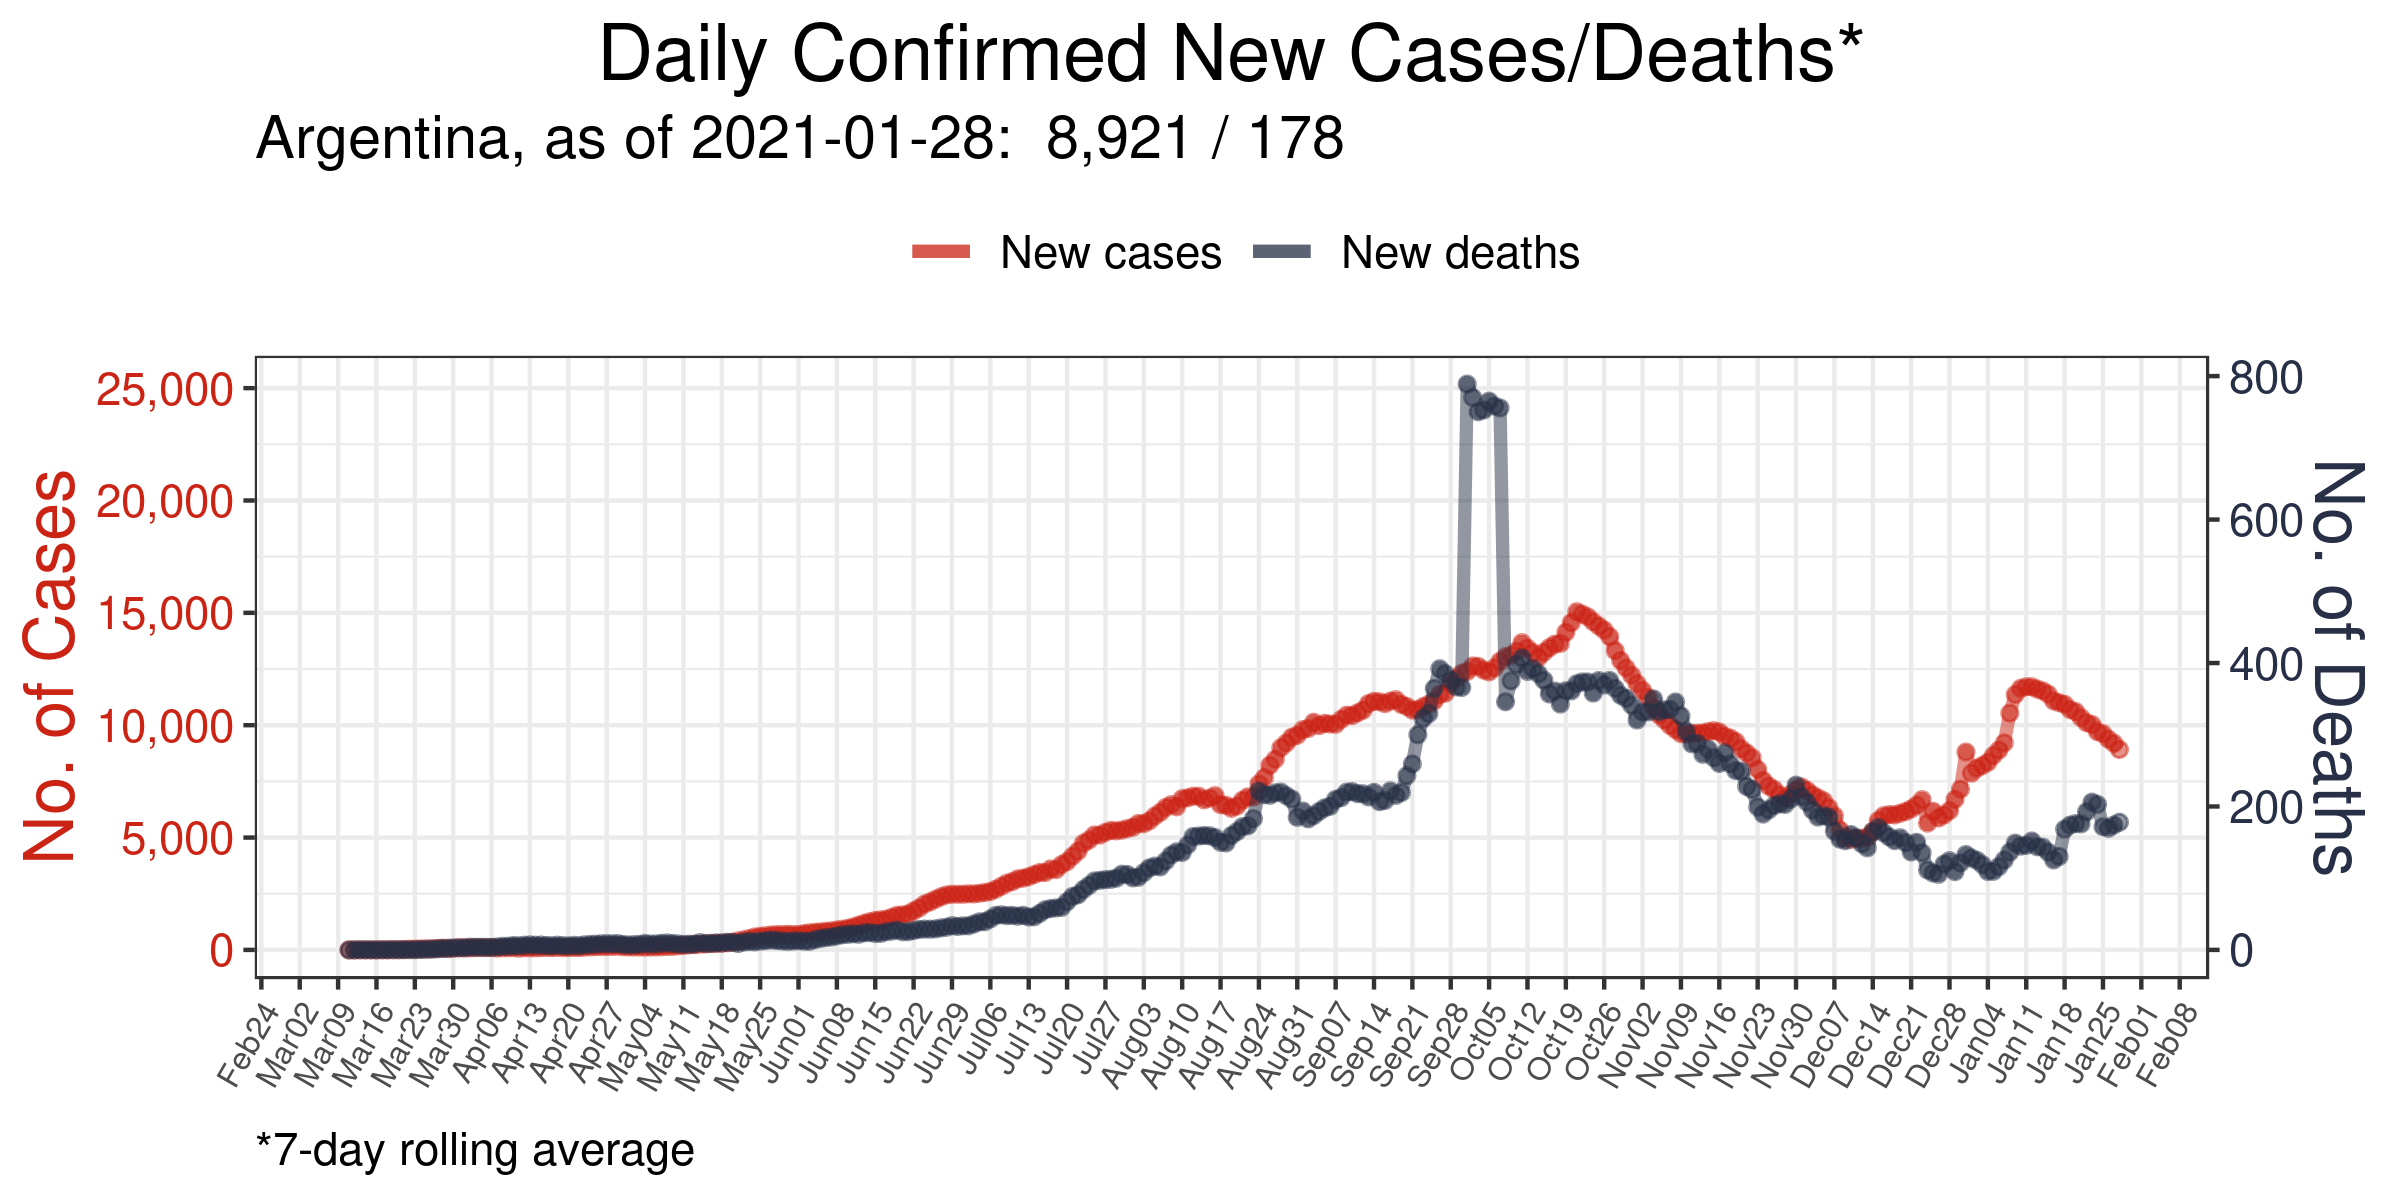 Daily Confirmed New Cases/Deaths*
Argentina, as of 2021-01-28:  8,921 / 178
New cases
New deaths
No. of Cases
25,000
20,000
15,000
10,000
5,000
0
800
600
400
200
0
No. of Deaths
Feb24
Mar02
Mar09
Mar16
Mar23
Mar30
Apr06
Apr13
Apr20
Apr27
May04
May11
May18
May25
Jun01
Jun08
Jun15
Jun22
Jun29
Jul06
Jul13
Jul20
Jul27
Aug03
Aug10
Aug17
Aug24
Aug31
Sep07
Sep14
Sep21
Sep28
Oct05
Oct12
Oct19
Oct26
Nov02
Nov09
Nov16
Nov23
Nov30
Dec07
Dec14
Dec21
Dec28
Jan04
Jan11
Jan18
Jan25
Feb01
Feb08
*7-day rolling average